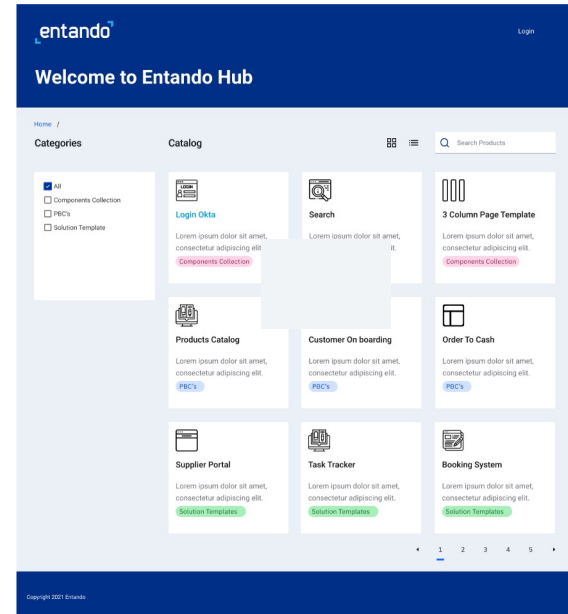 entando
Login
Welcome to Entando Hub
Home /
Categories
Catalog
Search Products
All
Components Collection
PBC's
Solution Template
LOGIN
Login Okta
Lorem ipsum dolor sit amet,
consectetur adipiscing elit
Components Collection
Search
Lorem ipsum dolor sit amet,
it.
3 Column Page Template
Lorem ipsum dolor sit amet,
consectetur adipiscing elit.
Components Collection
Products Catalog
Lorem ipsum dolor sit amet,
consectetur adipiscing elit.
PBC's
Customer On boarding
Lorem ipsum dolor sit amet,
consectetur adipiscing elit.
PBC's
Order To Cash
Lorem ipsum dolor sit amet,
consectetur adipiscing elit.
PBC's
Supplier Portal
Lorem ipsum dolor sit amet,
consectetur adipiscing elit.
Solution Templates
Task Tracker
Lorem ipsum dolor sit amet,
consectetur adipiscing elit.
Solution Templates
Booking System
Lorem ipsum dolor sit amet,
consectetur adipiscing elit.
Solution Templates
1 2 3 4 5
Copyright 2021 Entando